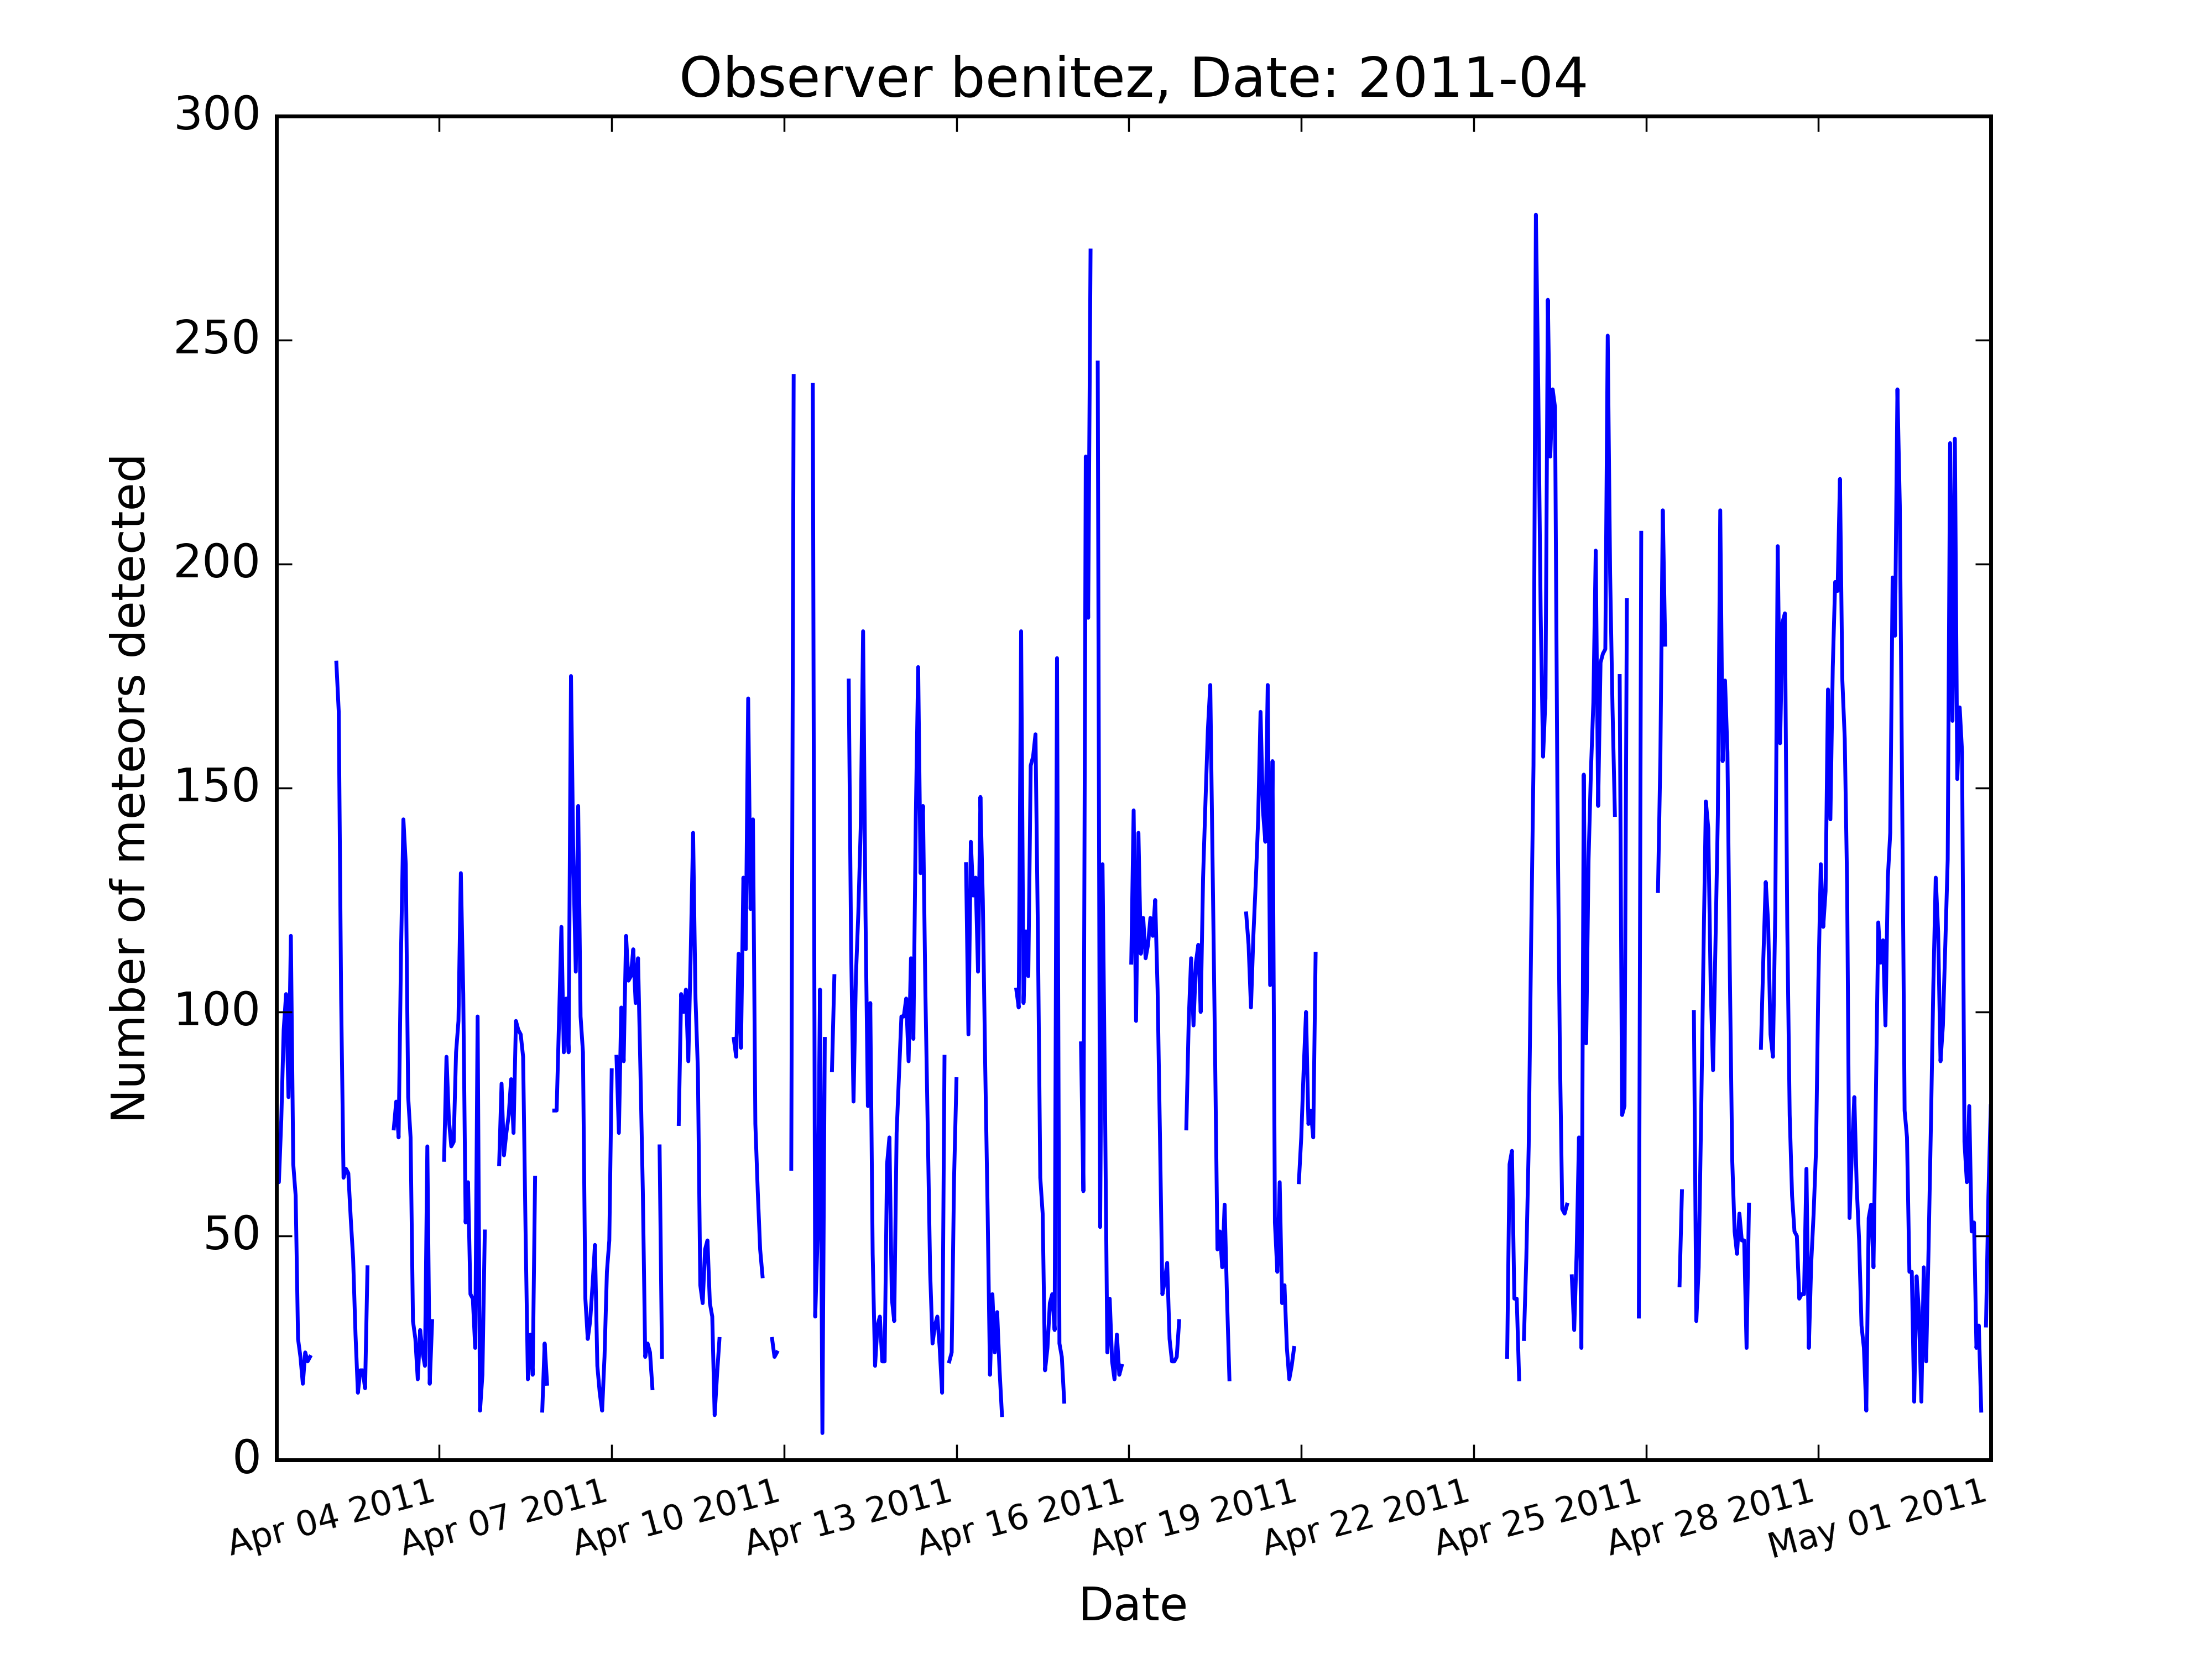 Observer benitez, Date: 2011-04
300
250
200
150
100
50
0
Number of meteors detected
Apr 04 2011
Apr 07 2011
Apr 10 2011
Apr 13 2011
Apr 16 2011
Apr 19 2011
Apr 22 2011
Apr 25 2011
Apr 28 2011
May 01 2011
Date